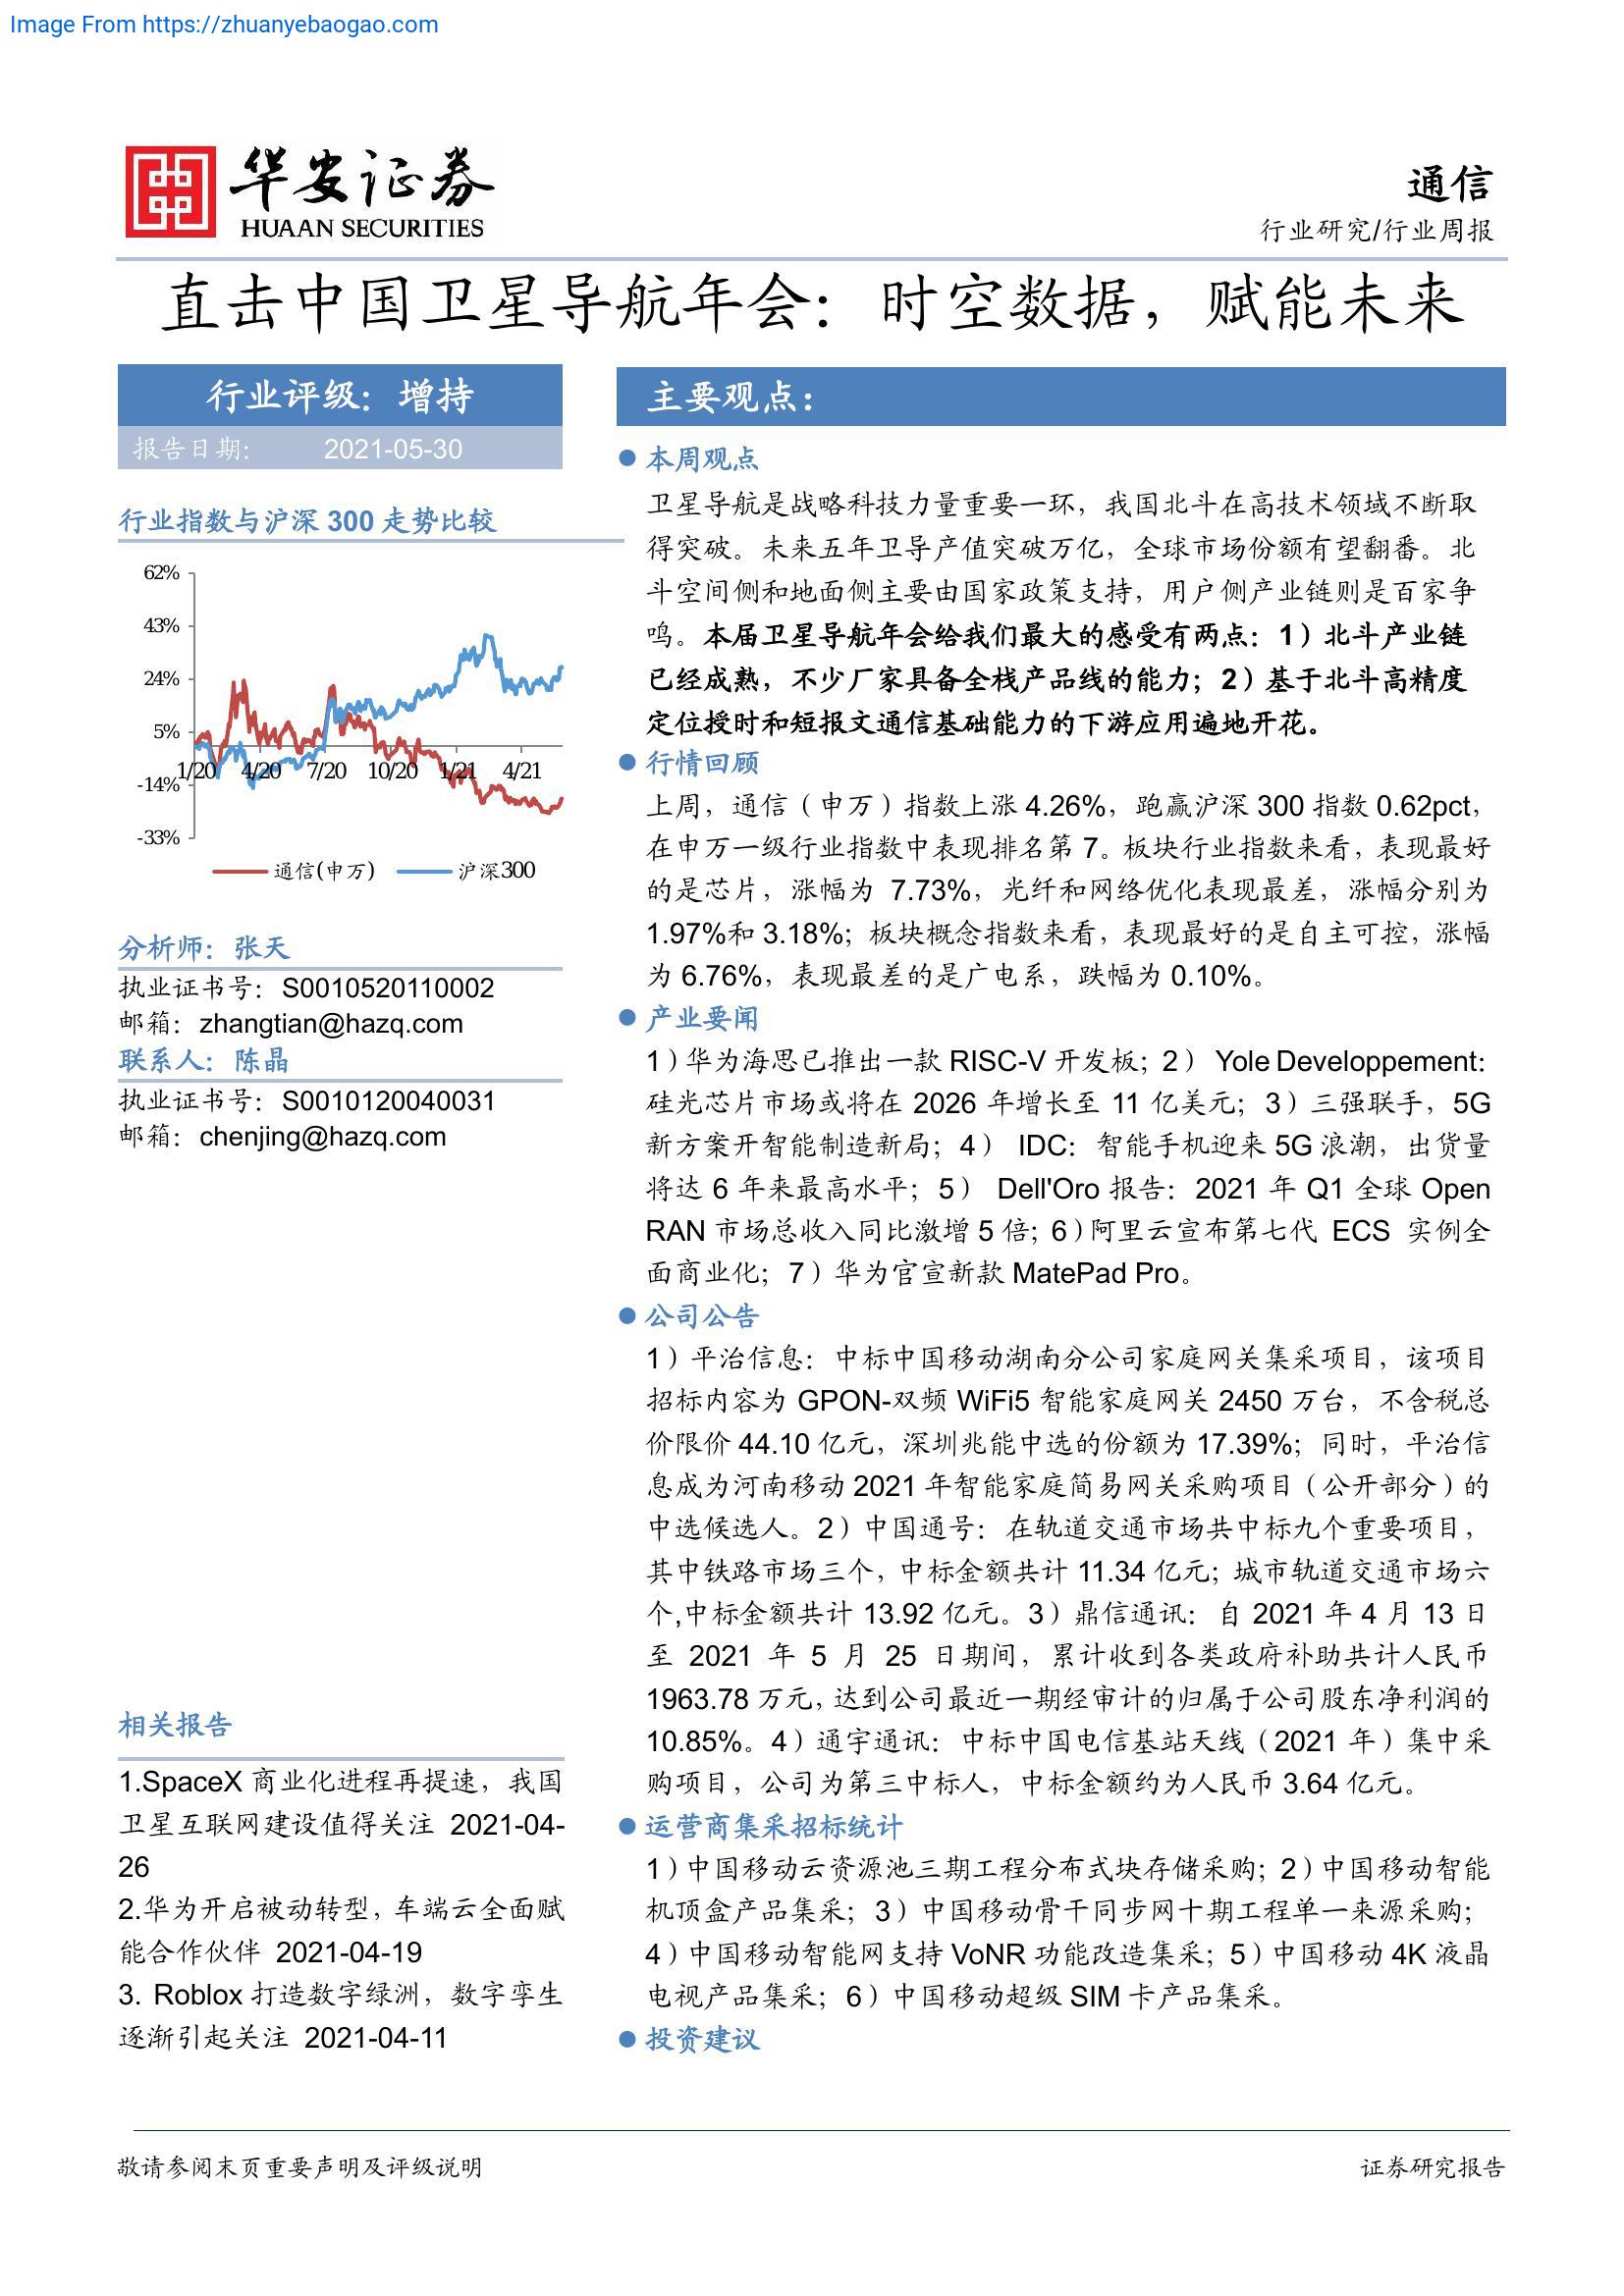 Image From https://zhuanyebaogao.com
华安证券
HUAAN SECURITIES
通信
行业研究/行业周报
直击中国卫星导航年会：时空数据，赋能未来
行业评级：增持
报告日期： 2021-05-30
行业指数与沪深 300 走势比较
62%
43%
24%
5%
-14%
-33%
1/20 4/20 7/20 10/20 1/21 4/21
通信(申万) 沪深300
分析师：张天
执业证书号：S0010520110002
邮箱：zhangtian@hazq.com
联系人：陈晶
执业证书号：S0010120040031
邮箱：chenjing@hazq.com
相关报告
1.SpaceX 商业化进程再提速，我国
卫星互联网建设值得关注 2021-04-
26
2.华为开启被动转型，车端云全面赋
能合作伙伴 2021-04-19
3. Roblox 打造数字绿洲，数字孪生
逐渐引起关注 2021-04-11
主要观点：
本周观点
卫星导航是战略科技力量重要一环，我国北斗在高技术领域不断取
得突破。未来五年卫导产值突破万亿，全球市场份额有望翻番。北
斗空间侧和地面侧主要由国家政策支持，用户侧产业链则是百家争
鸣。本届卫星导航年会给我们最大的感受有两点：1）北斗产业链
已经成熟，不少厂家具备全栈产品线的能力；2）基于北斗高精度
定位授时和短报文通信基础能力的下游应用遍地开花。
行情回顾
上周，通信（申万）指数上涨 4.26%，跑赢沪深 300 指数 0.62pct，
在申万一级行业指数中表现排名第 7。板块行业指数来看，表现最好
的是芯片，涨幅为 7.73%，光纤和网络优化表现最差，涨幅分别为
1.97%和 3.18%；板块概念指数来看，表现最好的是自主可控，涨幅
为 6.76%，表现最差的是广电系，跌幅为 0.10%。
产业要闻
1）华为海思已推出一款 RISC-V 开发板；2） Yole Developpement：
硅光芯片市场或将在 2026 年增长至 11 亿美元；3）三强联手，5G
新方案开智能制造新局；4） IDC：智能手机迎来 5G 浪潮，出货量
将达 6 年来最高水平；5） Dell'Oro 报告：2021 年 Q1 全球 Open
RAN 市场总收入同比激增 5 倍；6）阿里云宣布第七代 ECS 实例全
面商业化；7）华为官宣新款 MatePad Pro。
公司公告
1）平治信息：中标中国移动湖南分公司家庭网关集采项目，该项目
招标内容为 GPON-双频 WiFi5 智能家庭网关 2450 万台，不含税总
价限价 44.10 亿元，深圳兆能中选的份额为 17.39%；同时，平治信
息成为河南移动 2021 年智能家庭简易网关采购项目（公开部分）的
中选候选人。2）中国通号：在轨道交通市场共中标九个重要项目，
其中铁路市场三个，中标金额共计 11.34 亿元；城市轨道交通市场六
个,中标金额共计 13.92 亿元。3）鼎信通讯：自 2021 年 4 月 13 日
至 2021 年 5 月 25 日期间，累计收到各类政府补助共计人民币
1963.78 万元，达到公司最近一期经审计的归属于公司股东净利润的
10.85%。4）通宇通讯：中标中国电信基站天线（2021 年）集中采
购项目，公司为第三中标人，中标金额约为人民币 3.64 亿元。
运营商集采招标统计
1）中国移动云资源池三期工程分布式块存储采购；2）中国移动智能
机顶盒产品集采；3）中国移动骨干同步网十期工程单一来源采购；
4）中国移动智能网支持 VoNR 功能改造集采；5）中国移动 4K 液晶
电视产品集采；6）中国移动超级 SIM 卡产品集采。
投资建议
敬请参阅末页重要声明及评级说明
证券研究报告